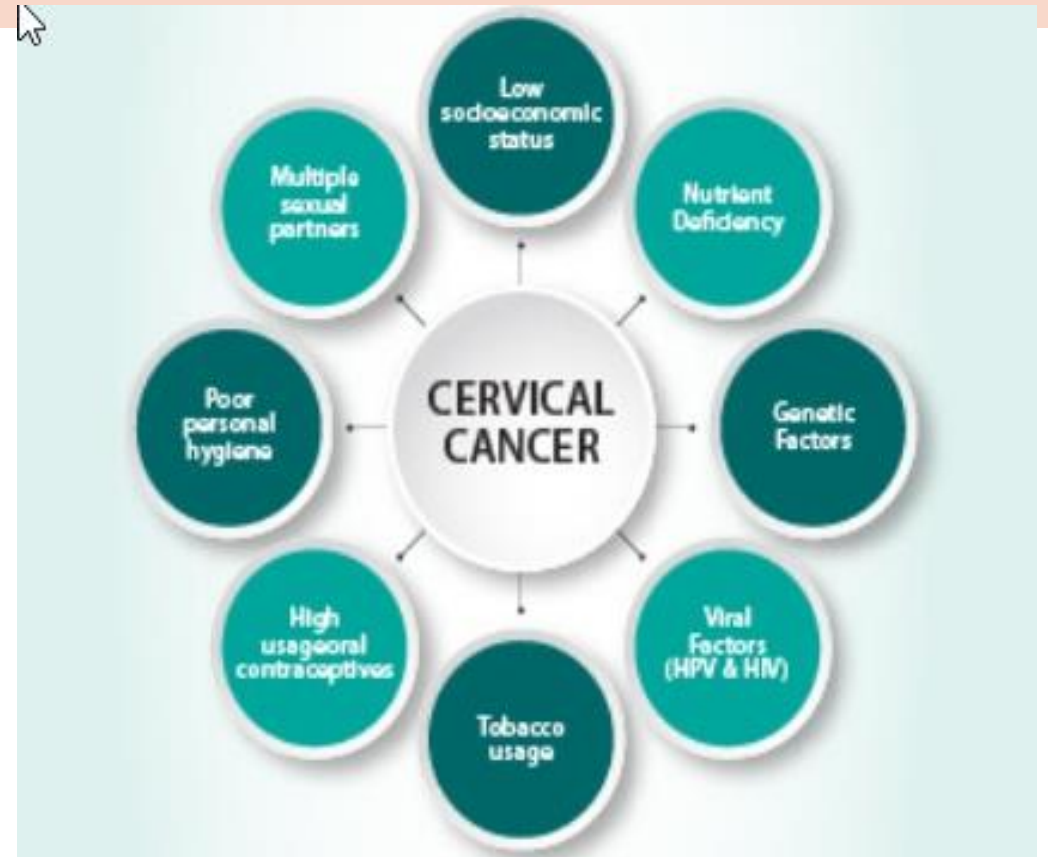 Low
socioeconomic
status
Nutrient
Deficiency
Genetic
Factors
Viral
Factors
(HPV & HIV)
Tobacco
usage
High
usageoral
contraceptives
Poor
personal
hygiene
Multiple
sexual
partners
CERVICAL
CANCER